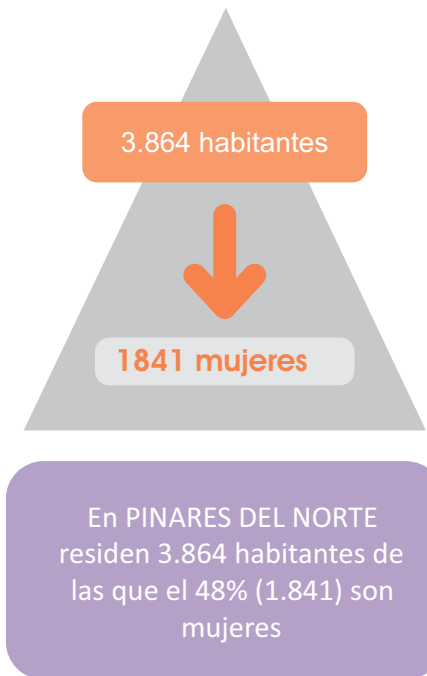 3.864 habitantes
1841 mujeres
En PINARES DEL NORTE
residen 3.864 habitantes de
las que el 48% (1.841) son
mujeres